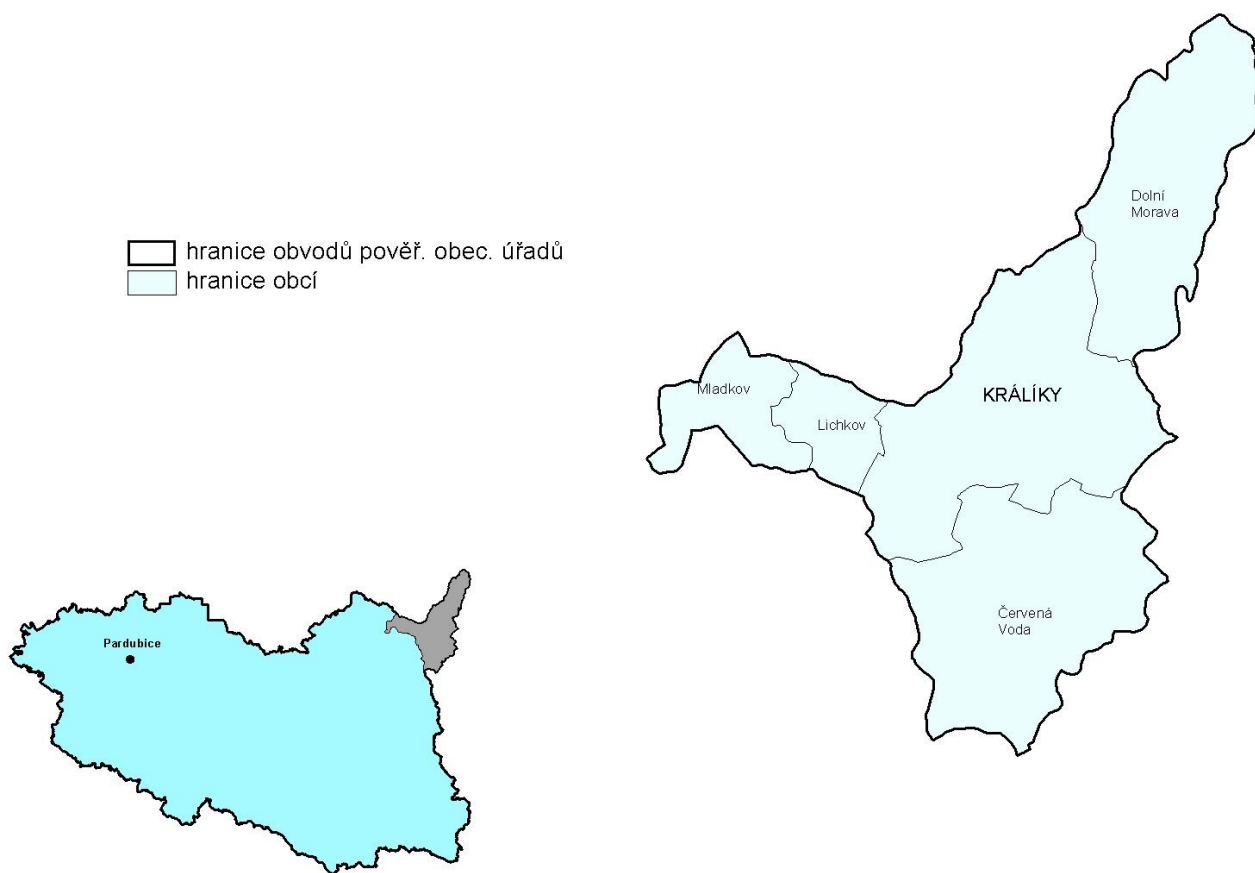 Dolní
Morava
hranice obvodů pověř. obec. úřadů
hranice obcí
Mladkov
Lichkov
KRÁLÍKY
Červená
Voda
Pardubice